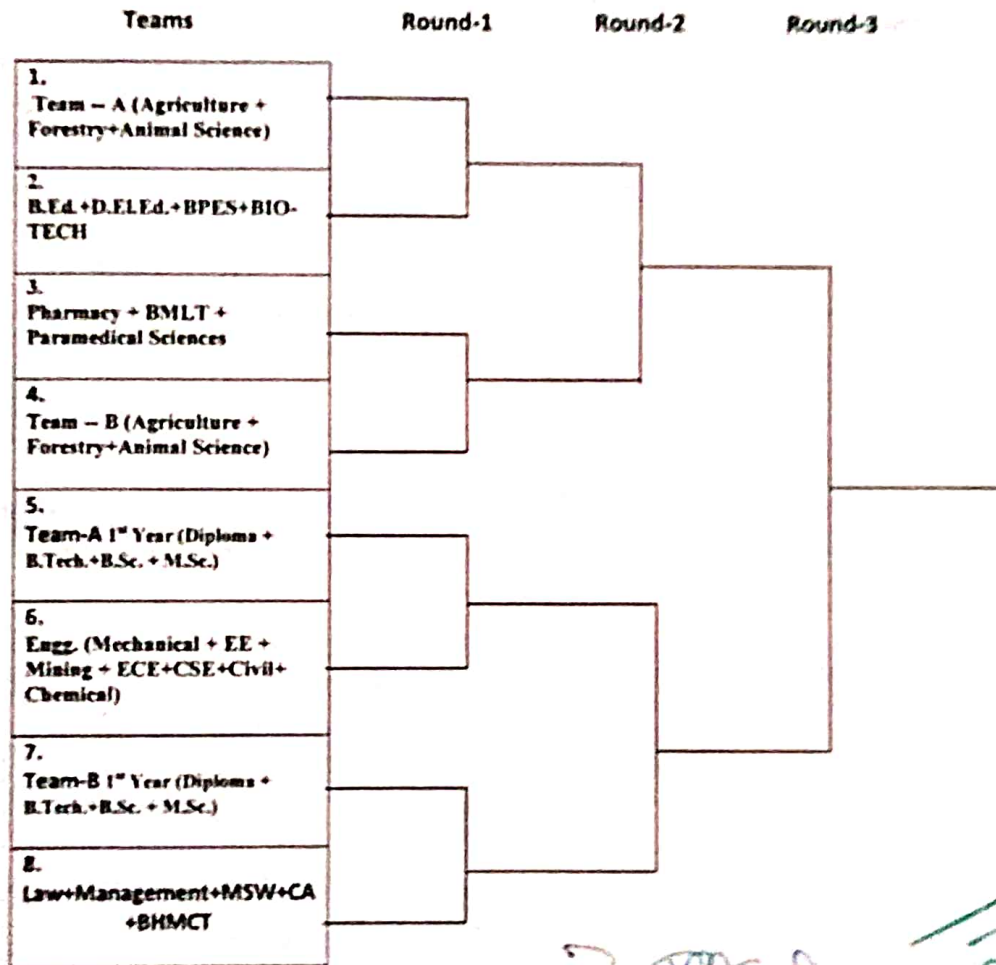 Teams Round-1 Round-2 Round-3
1.
Team – A (Agriculture +
Forestry+Animal Science)
2.
B.Ed.+D.El.Ed.+BPES+BIO-
TECH
3.
Pharmacy + BMLT +
Paramedical Sciences
4.
Team – B (Agriculture +
Forestry+Animal Science)
5.
Team-A 1st Year (Diploma +
B.Tech.+B.Sc. + M.Sc.)
6.
Engg. (Mechanical + EE +
Mining + ECE+CSE+Civil+
Chemical)
7.
Team-B 1st Year (Diploma +
B.Tech.+B.Sc. + M.Sc.)
8.
Law+Management+MSW+CA
+BHMCT